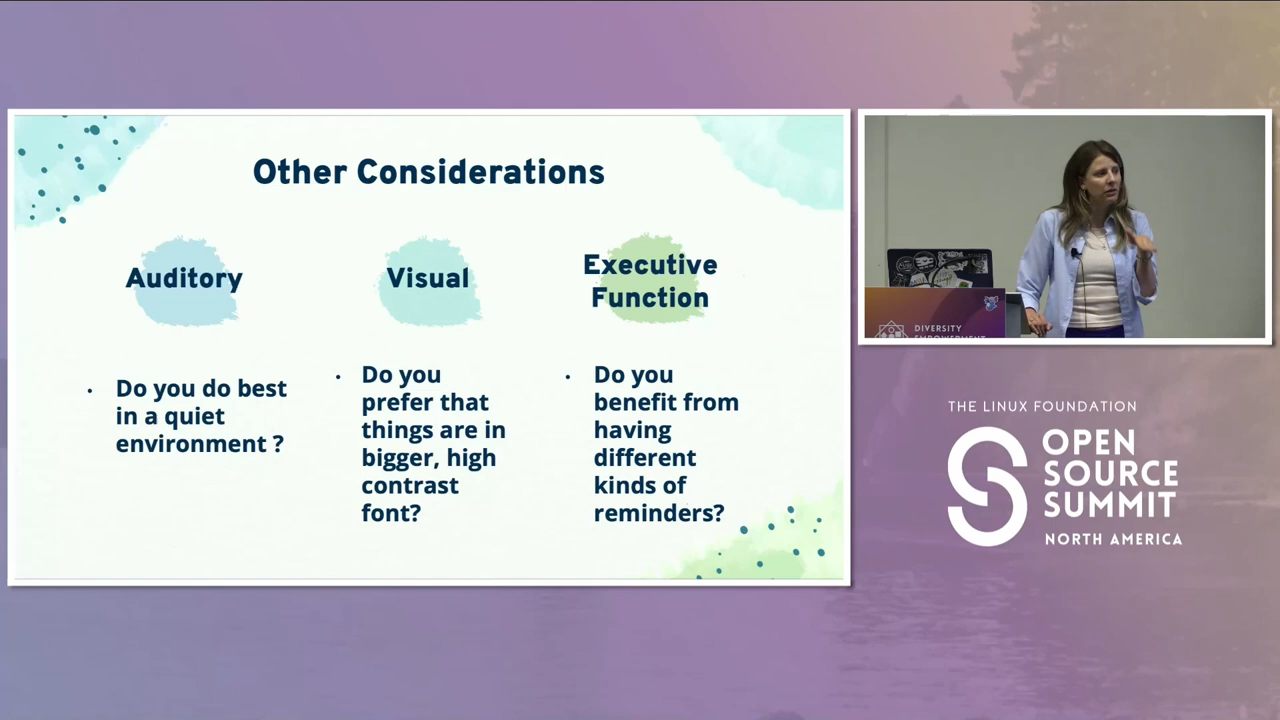 Other Considerations
Auditory
Visual
Executive
Function
Do you do best
in a quiet
environment ?
Do you
prefer that
things are in
bigger, high
contrast
font?
Do you
benefit from
having
different
kinds of
reminders?
DIVERSITY
EMPOWERMENT
THE LINUX FOUNDATION
OPEN
SOURCE
SUMMIT
NORTH AMERICA